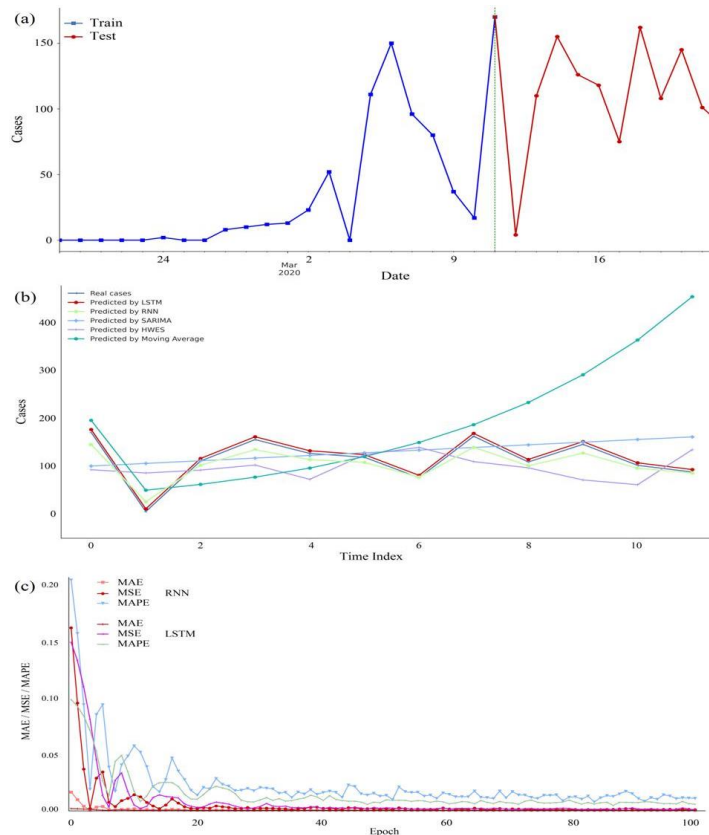 (a)
Train
Test
150
100
50
0
Cases
24
2
9
16
Mar
2020
Date
(b)
Real cases
Predicted by LSTM
Predicted by RNN
Predicted by SARIMA
Predicted by HWES
Predicted by Moving Average
400
300
200
100
0
Cases
0 2 4 6 8 10
Time Index
(c)
MAE
MSE RNN
MAPE
MAE
MSE LSTM
MAPE
0.20
0.15
0.10
0.05
0.00
MAE / MSE / MAPE
0 20 40 60 80 100
Epoch